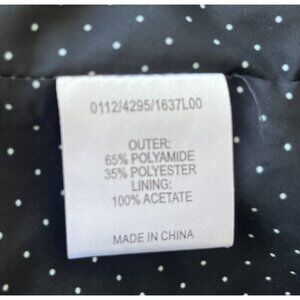 0112/4295/1637L00
OUTER:
65% POLYAMIDE
35% POLYESTER
LINING:
100% ACETATE
MADE IN CHINA